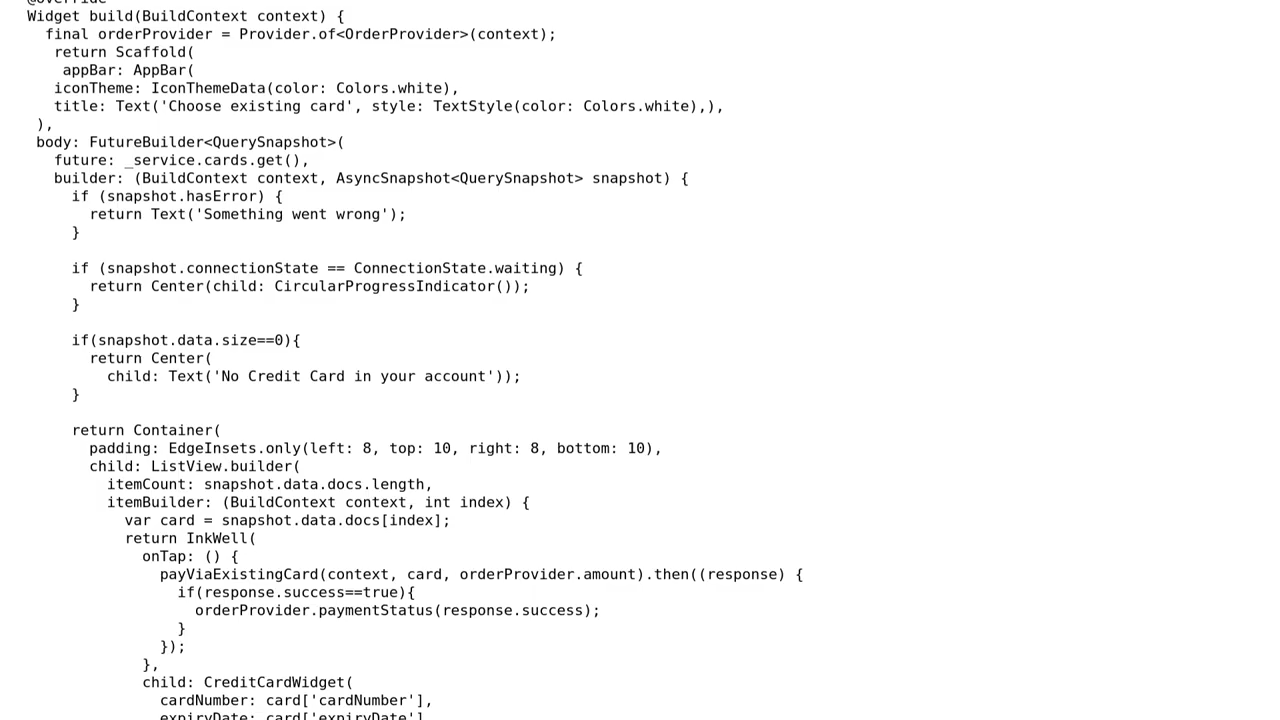 @override
Widget build(BuildContext context) {
final orderProvider = Provider.of<OrderProvider>(context);
return Scaffold(
appBar: AppBar(
iconTheme: IconThemeData(color: Colors.white),
title: Text('Choose existing card', style: TextStyle(color: Colors.white),),
),
body: FutureBuilder<QuerySnapshot>(
future: _service.cards.get(),
builder: (BuildContext context, AsyncSnapshot<QuerySnapshot> snapshot) {
if (snapshot.hasError) {
return Text('Something went wrong');
}
if (snapshot.connectionState == ConnectionState.waiting) {
return Center(child: CircularProgressIndicator());
}
if(snapshot.data.size==0){
return Center(
child: Text('No Credit Card in your account'));
}
return Container(
padding: EdgeInsets.only(left: 8, top: 10, right: 8, bottom: 10),
child: ListView.builder(
itemCount: snapshot.data.docs.length,
itemBuilder: (BuildContext context, int index) {
var card = snapshot.data.docs[index];
return InkWell(
onTap: () {
payViaExistingCard(context, card, orderProvider.amount).then((response) {
if(response.success==true){
orderProvider.paymentStatus(response.success);
}
});
},
child: CreditCardWidget(
cardNumber: card['cardNumber'],
expiryDate: card['expiryDate'],